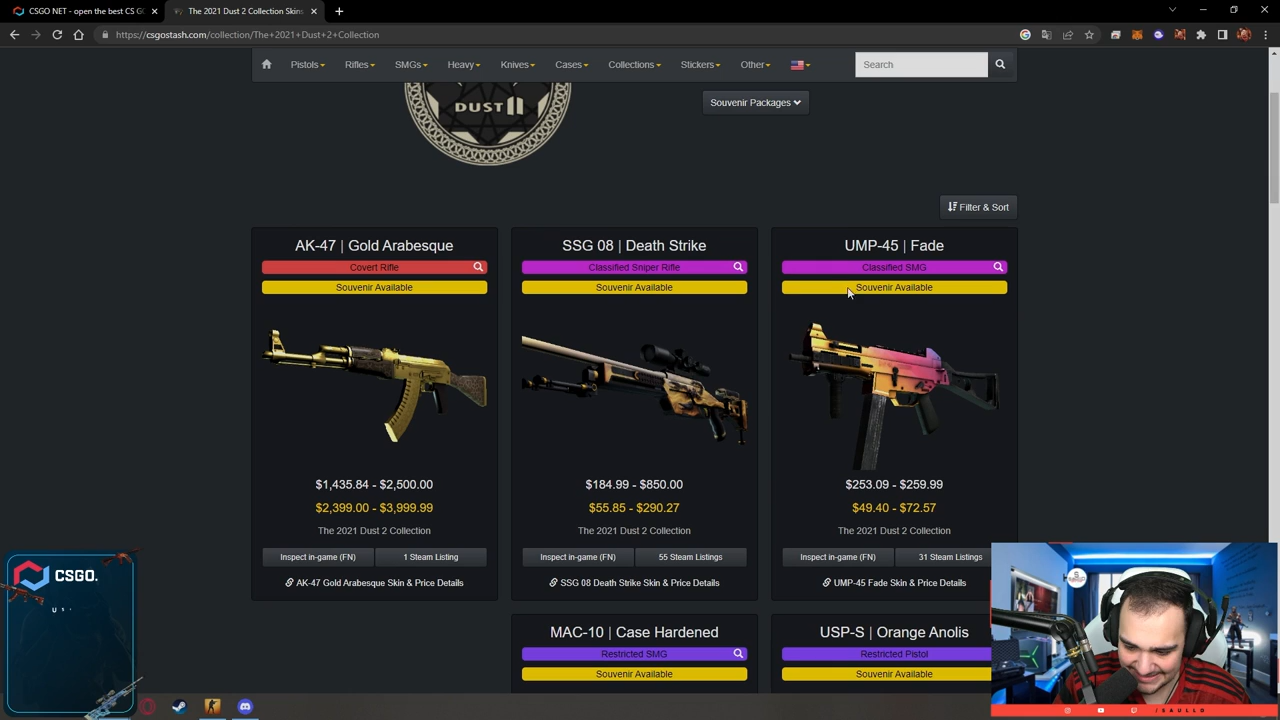 CSGO NET - open the best CS G
The 2021 Dust 2 Collection Skins
https://csgostash.com/collection/The+2021+Dust+2+Collection
Pistols
Rifles
SMGs
Heavy
Knives
Cases
Collections
Stickers
Other
Search
DUST II
Souvenir Packages
Filter & Sort
AK-47 | Gold Arabesque
Covert Rifle
Souvenir Available
$1,435.84 - $2,500.00
$2,399.00 - $3,999.99
The 2021 Dust 2 Collection
Inspect in-game (FN)
1 Steam Listing
AK-47 Gold Arabesque Skin & Price Details
SSG 08 | Death Strike
Classified Sniper Rifle
Souvenir Available
$184.99 - $850.00
$55.85 - $290.27
The 2021 Dust 2 Collection
Inspect in-game (FN)
55 Steam Listings
SSG 08 Death Strike Skin & Price Details
UMP-45 | Fade
Classified SMG
Souvenir Available
$253.09 - $259.99
$49.40 - $72.57
The 2021 Dust 2 Collection
Inspect in-game (FN)
31 Steam Listings
UMP-45 Fade Skin & Price Details
MAC-10 | Case Hardened
Restricted SMG
Souvenir Available
USP-S | Orange Anolis
Restricted Pistol
Souvenir Available
CSGO.
/SAULLO